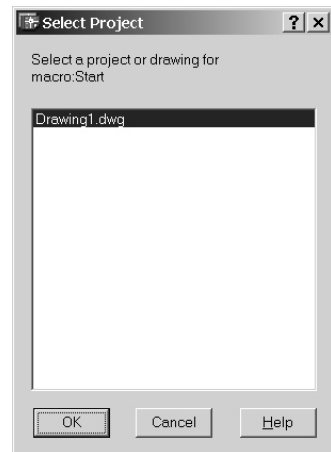 Select Project
Select a project or drawing for
macro:Start
Drawing1.dwg
OK Cancel Help